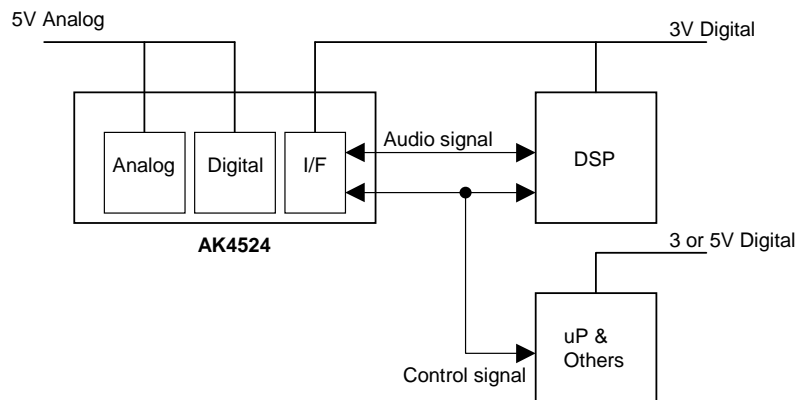 5V Analog
3V Digital
Analog
Digital
I/F
Audio signal
DSP
AK4524
3 or 5V Digital
uP &
Others
Control signal